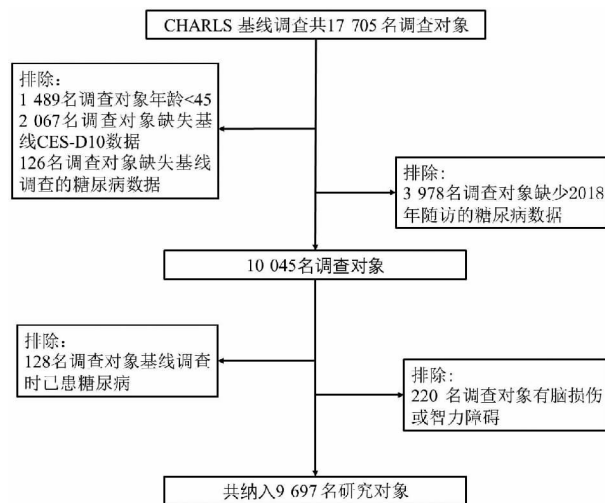 CHARLS 基线调查共17 705名调查对象
排除：
1 489名调查对象年龄<45
2 067名调查对象缺失基
线CES-D10数据
126名调查对象缺失基线
调查的糖尿病数据
排除：
3 978名调查对象缺少2018
年随访的糖尿病数据
10 045名调查对象
排除：
128名调查对象基线调查
时已患糖尿病
排除：
220 名调查对象有脑损伤
或智力障碍
共纳入9 697名研究对象